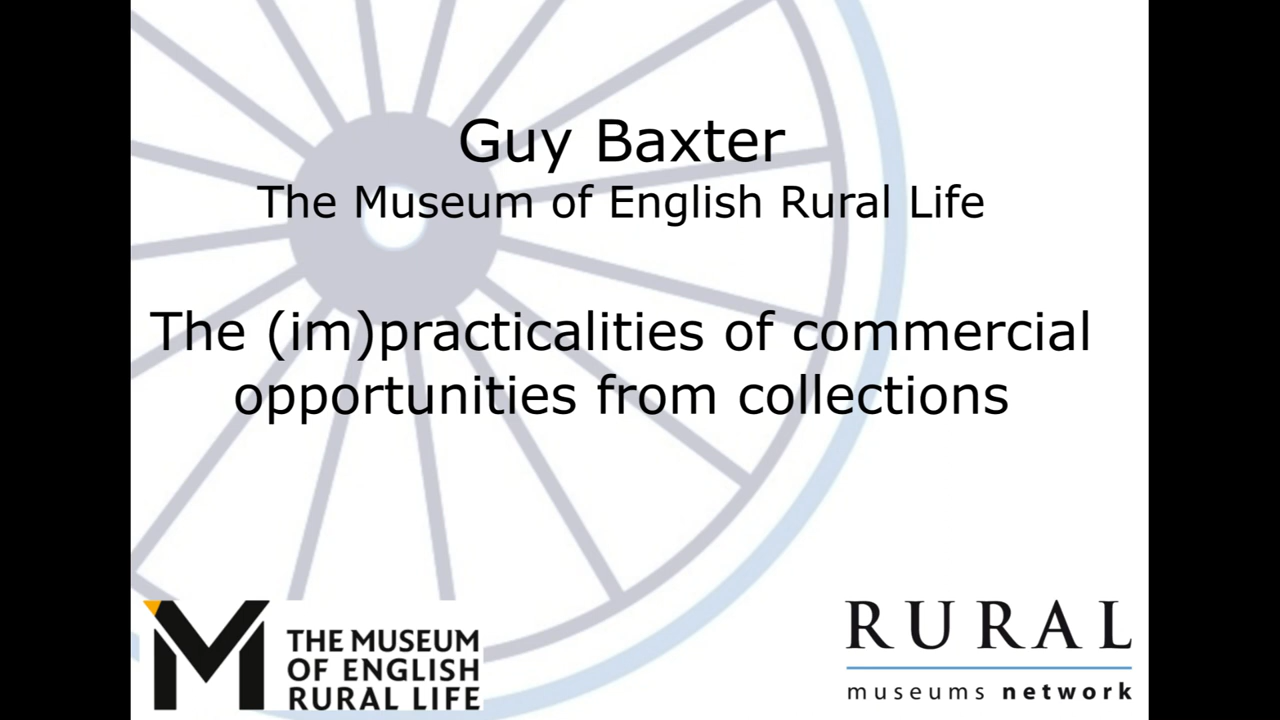 Guy Baxter
The Museum of English Rural Life
The (im)practicalities of commercial
opportunities from collections
THE MUSEUM
OF ENGLISH
RURAL LIFE
RURAL
museums network